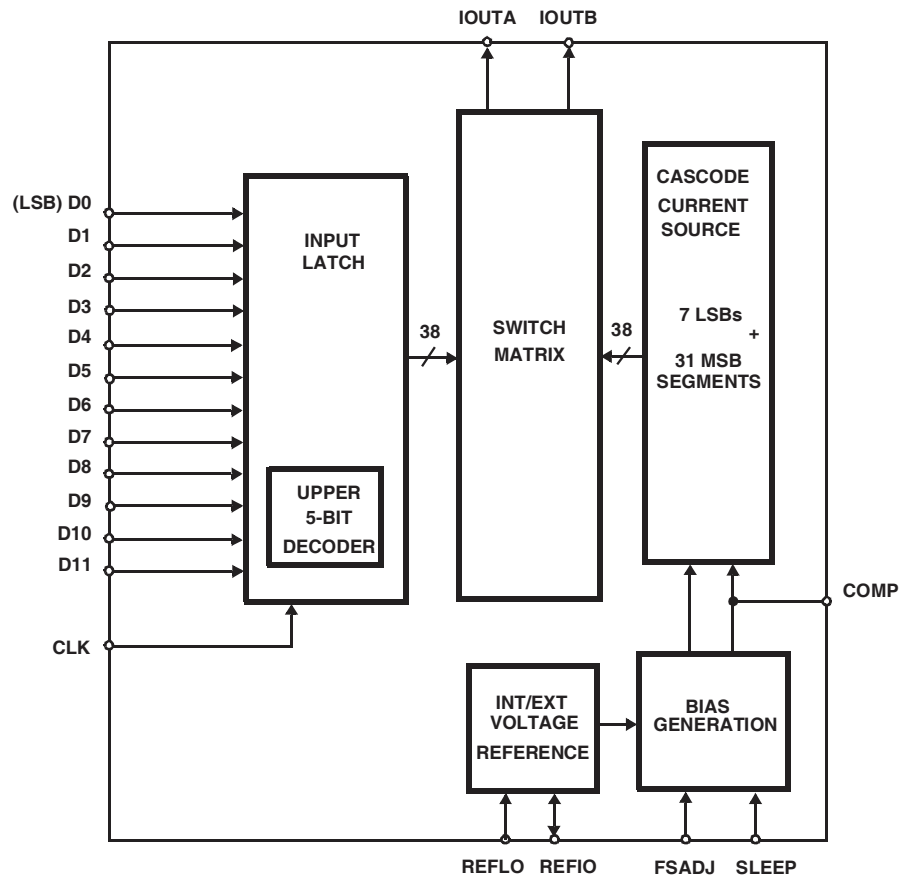 IOUTA IOUTB
(LSB) D0
D1
D2
D3
D4
D5
D6
D7
D8
D9
D10
D11
CLK
INPUT
LATCH
UPPER
5-BIT
DECODER
38
SWITCH
MATRIX
38
CASCODE
CURRENT
SOURCE
7 LSBs
+
31 MSB
SEGMENTS
COMP
INT/EXT
VOLTAGE
REFERENCE
BIAS
GENERATION
REFLO REFIO FSADJ SLEEP